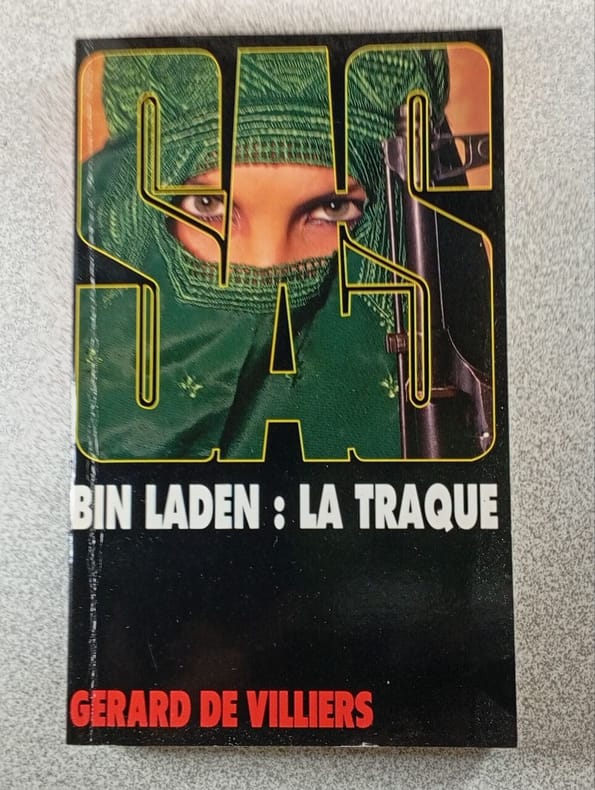 SAS
BIN LADEN : LA TRAQUE
GERARD DE VILLIERS